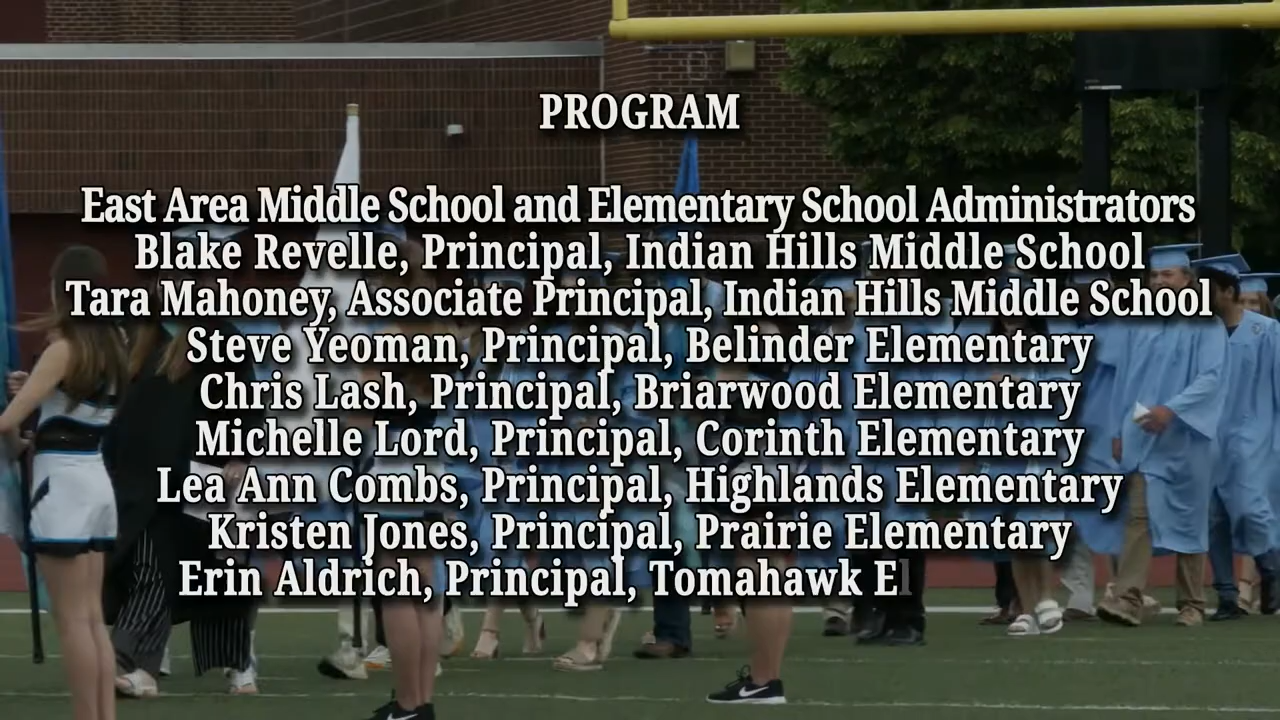 PROGRAM
East Area Middle School and Elementary School Administrators
Blake Revelle, Principal, Indian Hills Middle School
Tara Mahoney, Associate Principal, Indian Hills Middle School
Steve Yeoman, Principal, Belinder Elementary
Chris Lash, Principal, Briarwood Elementary
Michelle Lord, Principal, Corinth Elementary
Lea Ann Combs, Principal, Highlands Elementary
Kristen Jones, Principal, Prairie Elementary
Erin Aldrich, Principal, Tomahawk El